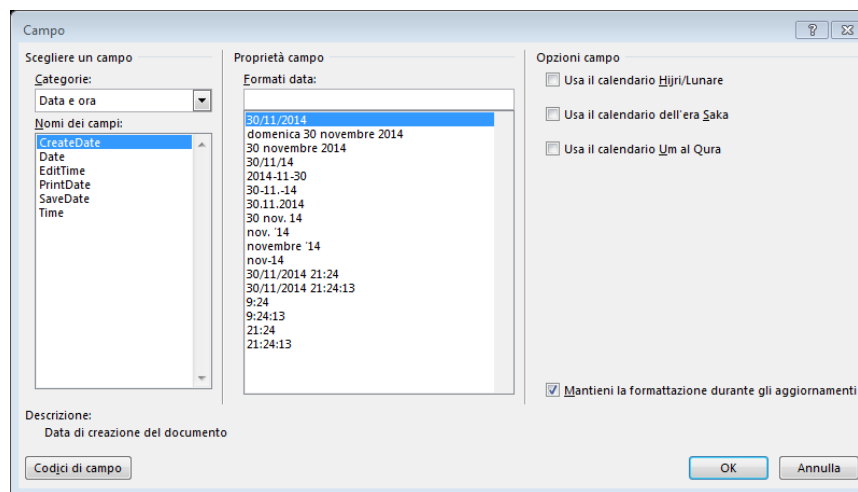 Campo
Scegliere un campo
Categorie:
Data e ora
Nomi dei campi:
CreateDate
Date
EditTime
PrintDate
SaveDate
Time
Proprietà campo
Formati data:
30/11/2014
domenica 30 novembre 2014
30 novembre 2014
30/11/14
2014-11-30
30-11.-14
30.11.2014
30 nov. 14
nov. '14
novembre '14
nov-14
30/11/2014 21:24
30/11/2014 21:24:13
9:24
9:24:13
21:24
21:24:13
Opzioni campo
Usa il calendario Hijri/Lunare
Usa il calendario dell'era Saka
Usa il calendario Um al Qura
Mantieni la formattazione durante gli aggiornamenti
Descrizione:
Data di creazione del documento
Codici di campo
OK
Annulla